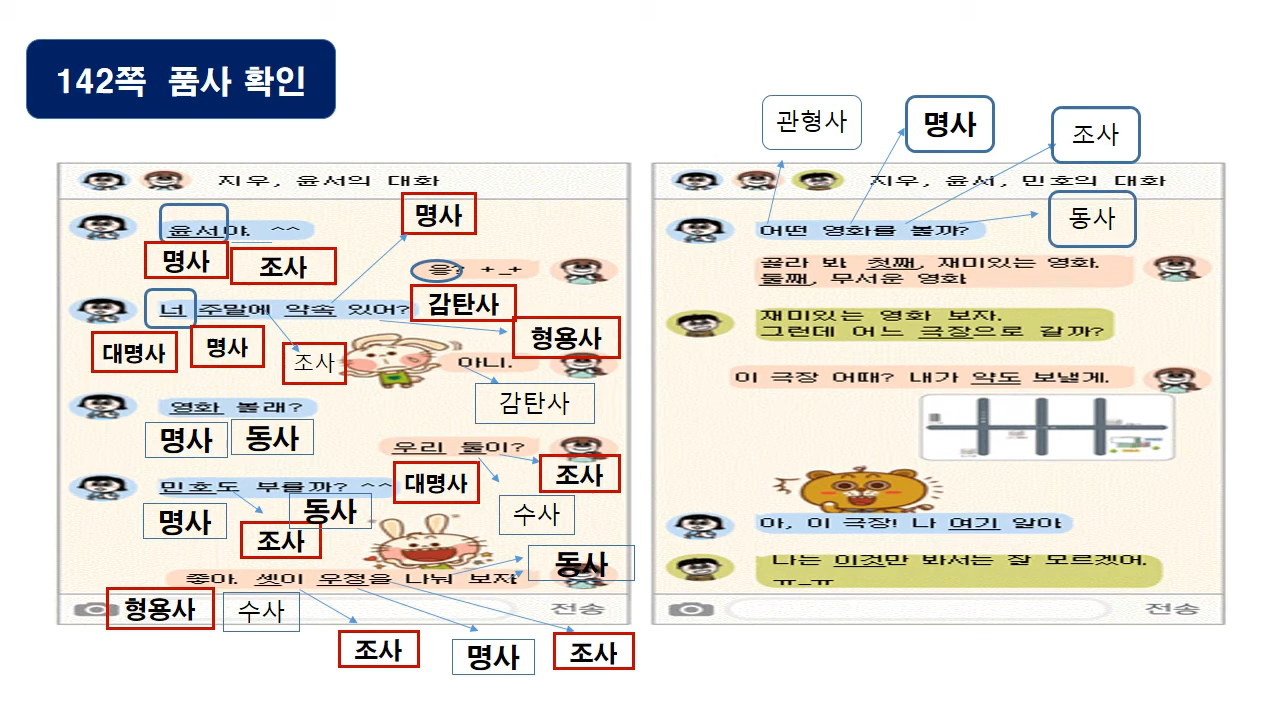 142쪽 품사 확인
관형사
명사
조사
동사
지우, 윤서의 대화
윤서야. ^^
명사
조사
명사
응? +_+
너 주말에 약속 있어?
감탄사
대명사
명사
조사
형용사
아니.
감탄사
영화 볼래?
명사
동사
우리 둘이?
대명사
조사
수사
민호도 부를까? ^^
명사
동사
조사
동사
좋아. 셋이 우정을 나눠 보자.
형용사
수사
전송
조사
명사
조사
지우, 윤서, 민호의 대화
어떤 영화를 볼까?
골라 봐. 첫째, 재미있는 영화.
둘째, 무서운 영화.
재미있는 영화 보자.
그런데 어느 극장으로 갈까?
이 극장 어때? 내가 약도 보낼게.
아, 이 극장! 나 여기 알아.
나는 이것만 봐서는 잘 모르겠어.
ㅠ_ㅠ
전송